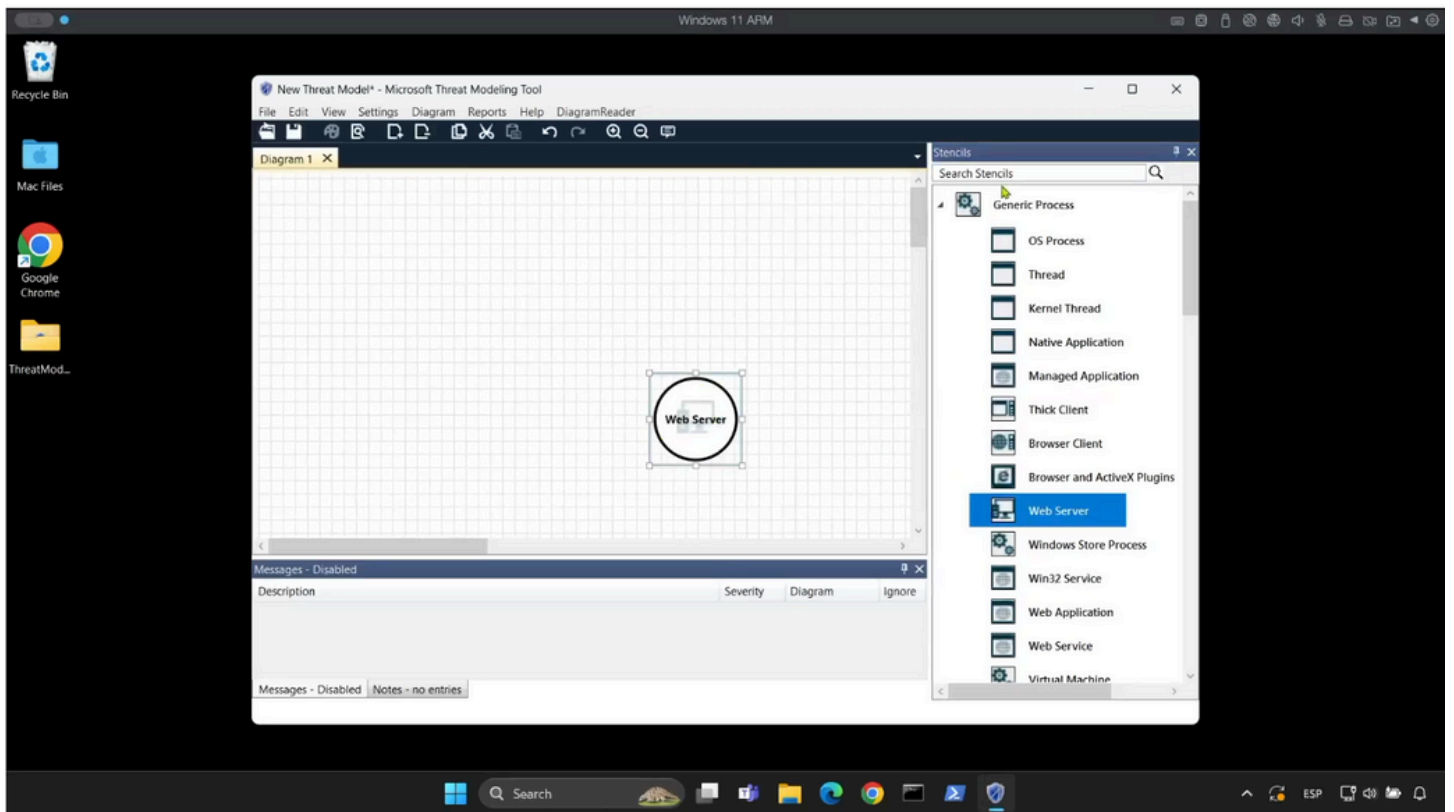 Windows 11 ARM
Recycle Bin
Mac Files
Google
Chrome
ThreatMod...
New Threat Model* - Microsoft Threat Modeling Tool
File Edit View Settings Diagram Reports Help DiagramReader
Diagram 1
Web Server
Messages - Disabled
Description Severity Diagram Ignore
Messages - Disabled Notes - no entries
Stencils
Search Stencils
Generic Process
OS Process
Thread
Kernel Thread
Native Application
Managed Application
Thick Client
Browser Client
Browser and ActiveX Plugins
Web Server
Windows Store Process
Win32 Service
Web Application
Web Service
Virtual Machine
Search
ESP